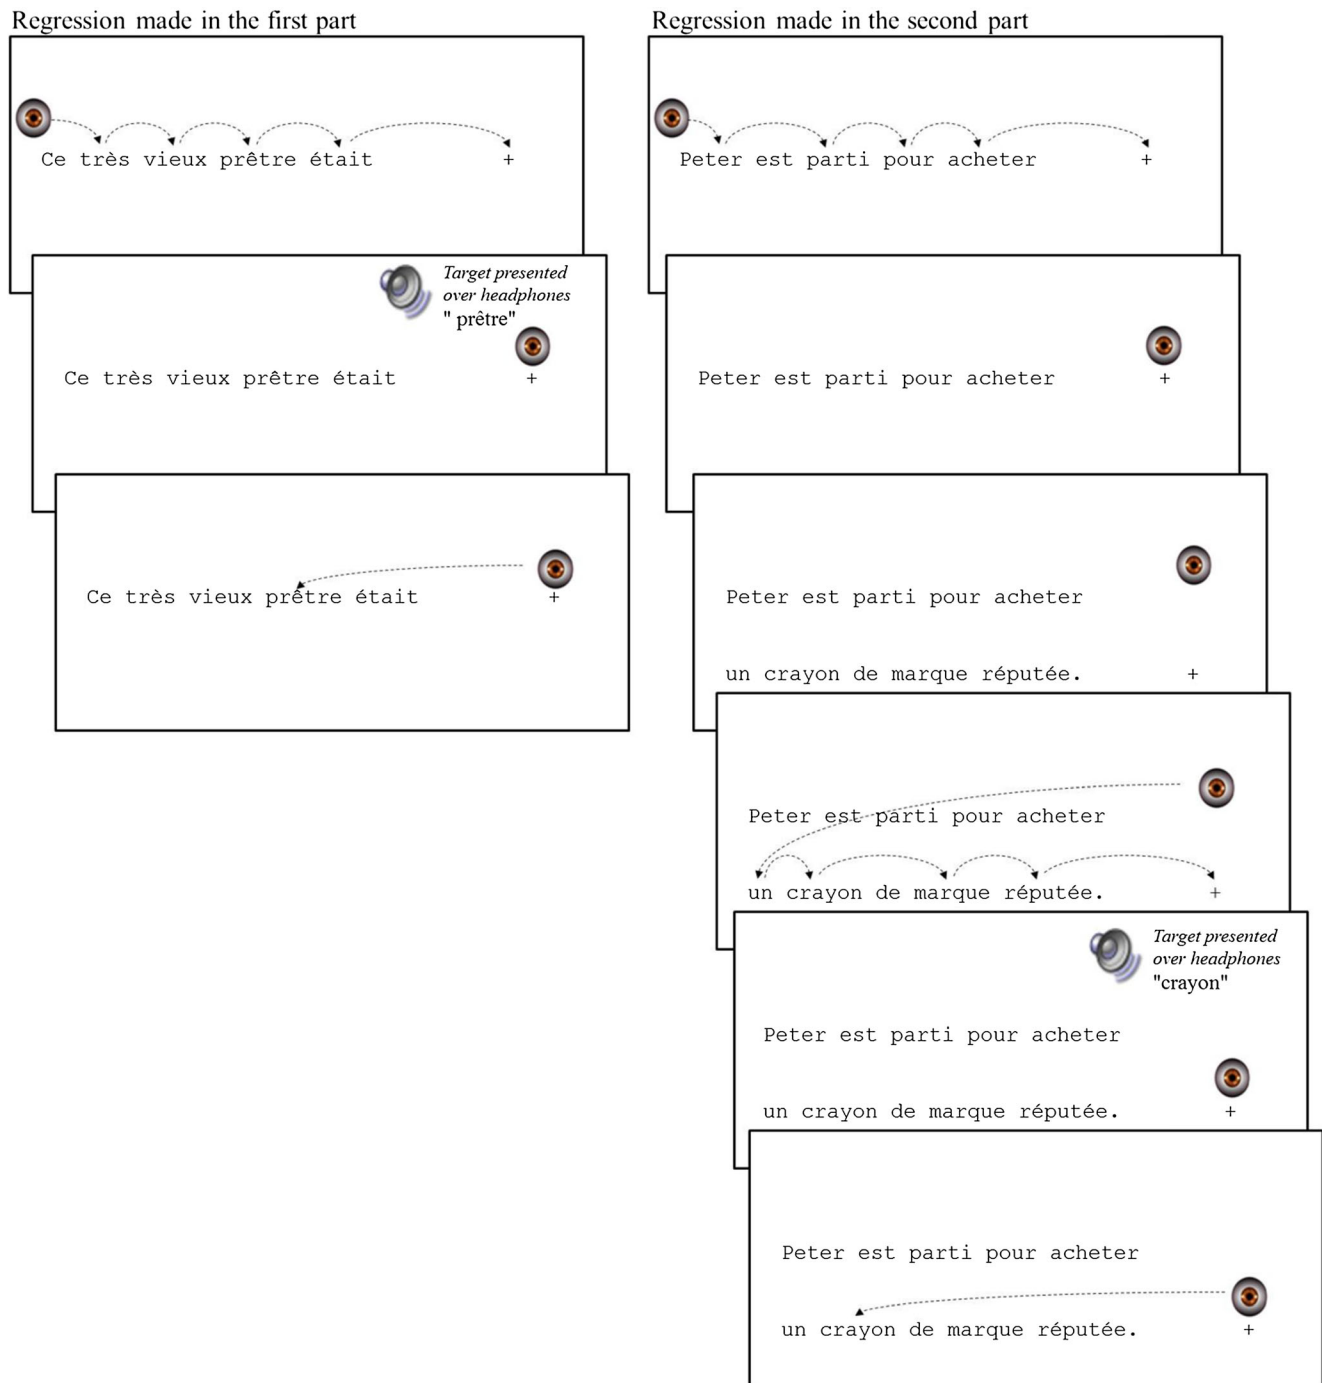 Regression made in the first part
Ce très vieux prêtre était +
Target presented
over headphones
" prêtre"
Ce très vieux prêtre était +
Ce très vieux prêtre était +
Regression made in the second part
Peter est parti pour acheter +
Peter est parti pour acheter +
Peter est parti pour acheter
un crayon de marque réputée. +
Peter est parti pour acheter
un crayon de marque réputée. +
Target presented
over headphones
"crayon"
Peter est parti pour acheter
un crayon de marque réputée. +
Peter est parti pour acheter
un crayon de marque réputée. +